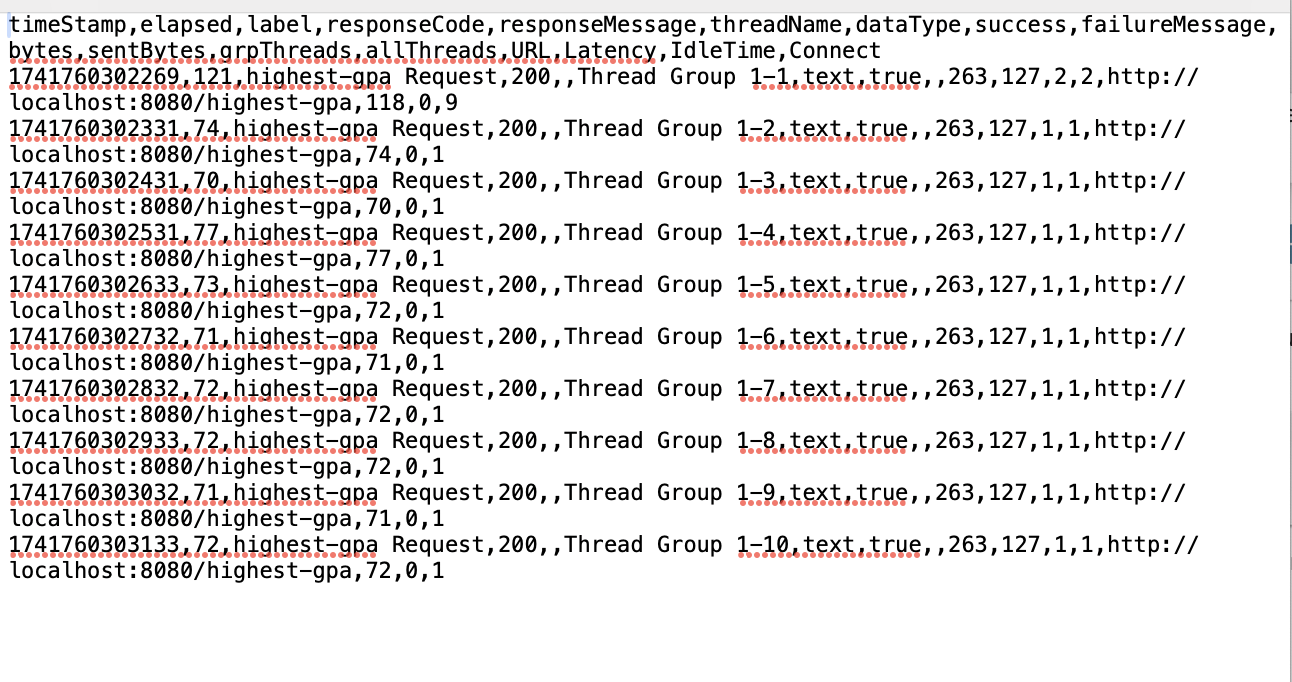 timeStamp,elapsed,label,responseCode,responseMessage,threadName,dataType,success,failureMessage,
bytes,sentBytes,grpThreads,allThreads,URL,Latency,IdleTime,Connect
1741760302269,121,highest-gpa Request,200,,Thread Group 1-1,text,true,,263,127,2,2,http://
localhost:8080/highest-gpa,118,0,9
1741760302331,74,highest-gpa Request,200,,Thread Group 1-2,text,true,,263,127,1,1,http://
localhost:8080/highest-gpa,74,0,1
1741760302431,70,highest-gpa Request,200,,Thread Group 1-3,text,true,,263,127,1,1,http://
localhost:8080/highest-gpa,70,0,1
1741760302531,77,highest-gpa Request,200,,Thread Group 1-4,text,true,,263,127,1,1,http://
localhost:8080/highest-gpa,77,0,1
1741760302633,73,highest-gpa Request,200,,Thread Group 1-5,text,true,,263,127,1,1,http://
localhost:8080/highest-gpa,72,0,1
1741760302732,71,highest-gpa Request,200,,Thread Group 1-6,text,true,,263,127,1,1,http://
localhost:8080/highest-gpa,71,0,1
1741760302832,72,highest-gpa Request,200,,Thread Group 1-7,text,true,,263,127,1,1,http://
localhost:8080/highest-gpa,72,0,1
1741760302933,72,highest-gpa Request,200,,Thread Group 1-8,text,true,,263,127,1,1,http://
localhost:8080/highest-gpa,72,0,1
1741760303032,71,highest-gpa Request,200,,Thread Group 1-9,text,true,,263,127,1,1,http://
localhost:8080/highest-gpa,71,0,1
1741760303133,72,highest-gpa Request,200,,Thread Group 1-10,text,true,,263,127,1,1,http://
localhost:8080/highest-gpa,72,0,1